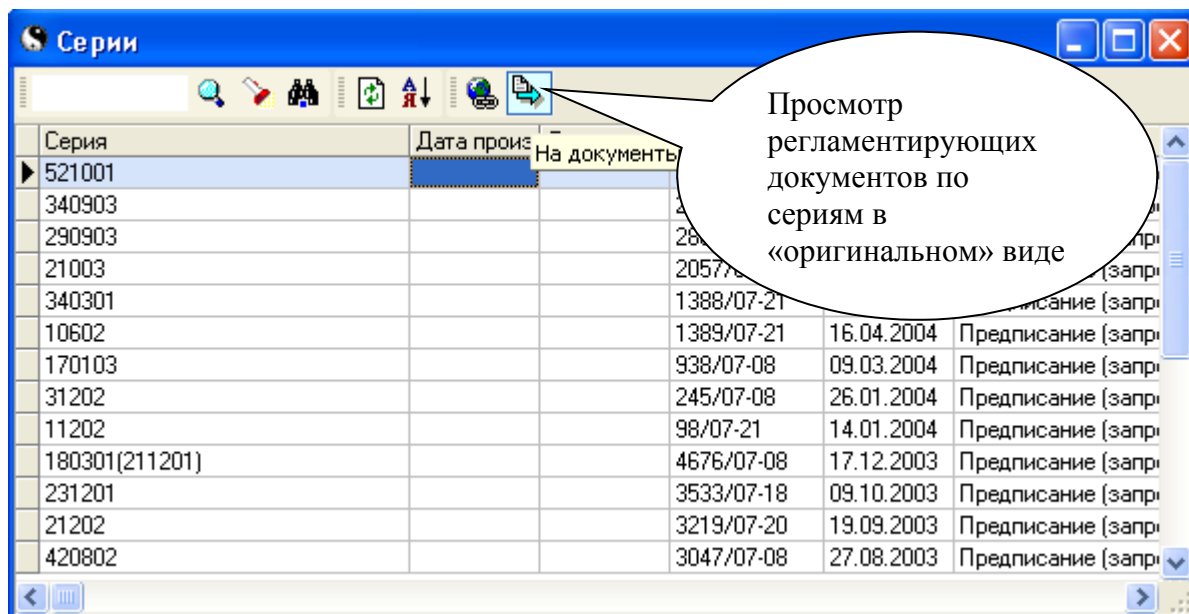 Серии
Просмотр
регламентирующих
документов по
сериям в
«оригинальном» виде
Серия Дата произ
На документы
521001
340903
290903
21003
340301 1388/07-21
10602 1389/07-21 16.04.2004 Предписание (запр
170103 938/07-08 09.03.2004 Предписание (запр
31202 245/07-08 26.01.2004 Предписание (запр
11202 98/07-21 14.01.2004 Предписание (запр
180301(211201) 4676/07-08 17.12.2003 Предписание (запр
231201 3533/07-18 09.10.2003 Предписание (запр
21202 3219/07-20 19.09.2003 Предписание (запр
420802 3047/07-08 27.08.2003 Предписание (запр